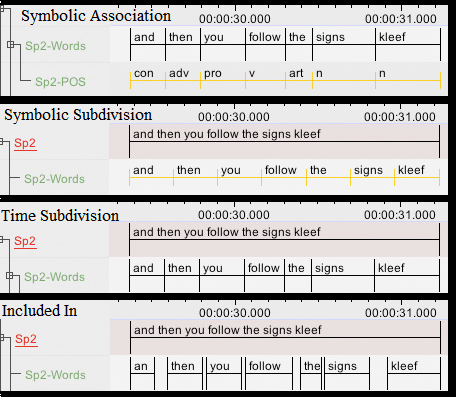 Symbolic Association
00:00:30.000 00:00:31.000
Sp2-Words and then you follow the signs kleef
Sp2-POS con adv pro v art n n
Symbolic Subdivision
00:00:30.000 00:00:31.000
Sp2 and then you follow the signs kleef
Sp2-Words and then you follow the signs kleef
Time Subdivision
00:00:30.000 00:00:31.000
Sp2 and then you follow the signs kleef
Sp2-Words and then you follow the signs kleef
Included In
00:00:30.000 00:00:31.000
Sp2 and then you follow the signs kleef
Sp2-Words an then you follow the signs kleef